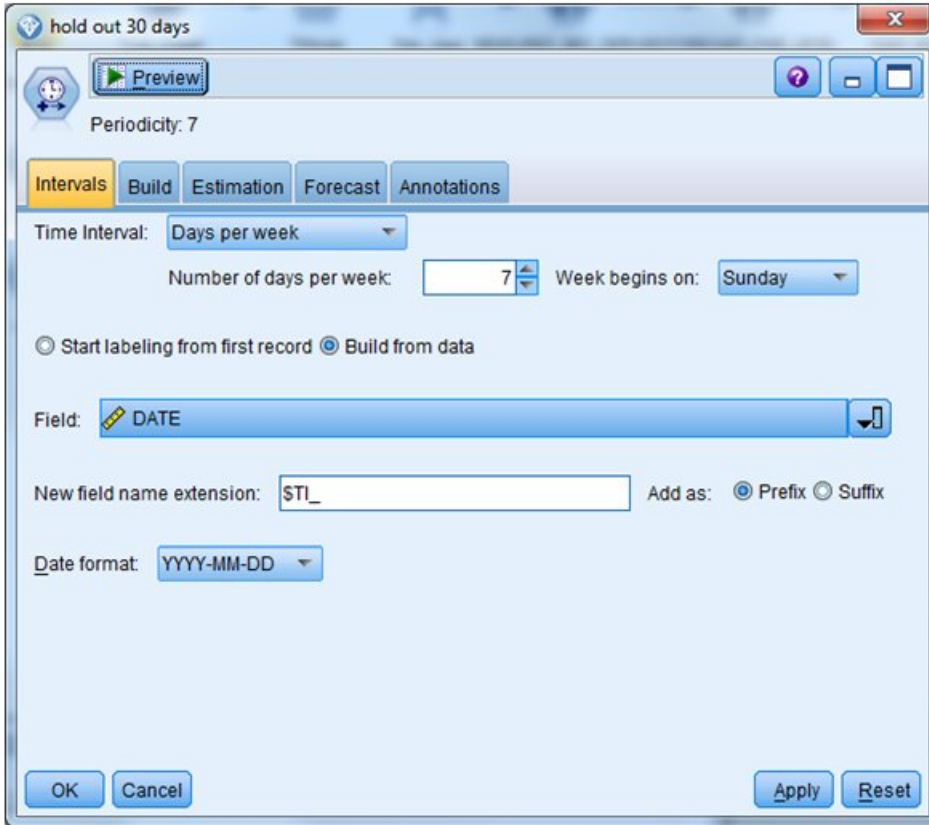 hold out 30 days
Preview
Periodicity: 7
Intervals Build Estimation Forecast Annotations
Time Interval: Days per week
Number of days per week: 7 Week begins on: Sunday
Start labeling from first record Build from data
Field: DATE
New field name extension: $TI_ Add as: Prefix Suffix
Date format: YYYY-MM-DD
OK Cancel Apply Reset